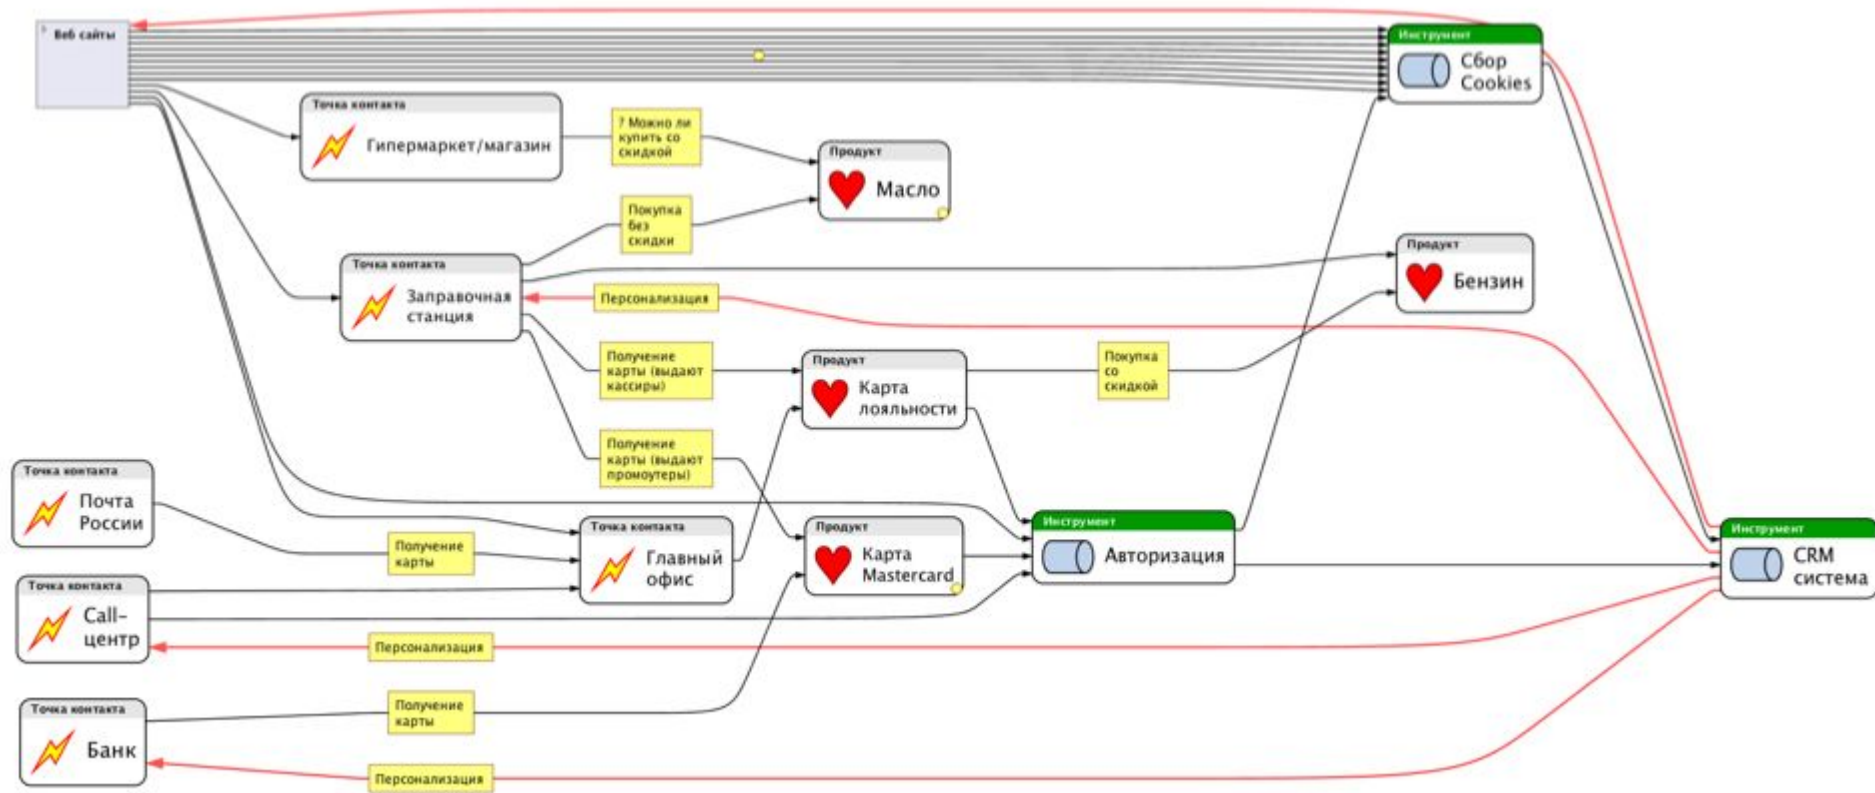 Веб сайты
Инструмент
Сбор
Cookies
Точка контакта
Гипермаркет/магазин
? Можно ли
купить со
скидкой
Продукт
Масло
Покупка
без
скидки
Точка контакта
Заправочная
станция
Персонализация
Продукт
Бензин
Получение
карты (выдают
кассиры)
Продукт
Карта
лояльности
Покупка
со
скидкой
Получение
карты (выдают
промоутеры)
Точка контакта
Почта
России
Получение
карты
Точка контакта
Главный
офис
Продукт
Карта
Mastercard
Инструмент
Авторизация
Инструмент
CRM
система
Точка контакта
Call-
центр
Персонализация
Точка контакта
Банк
Получение
карты
Персонализация